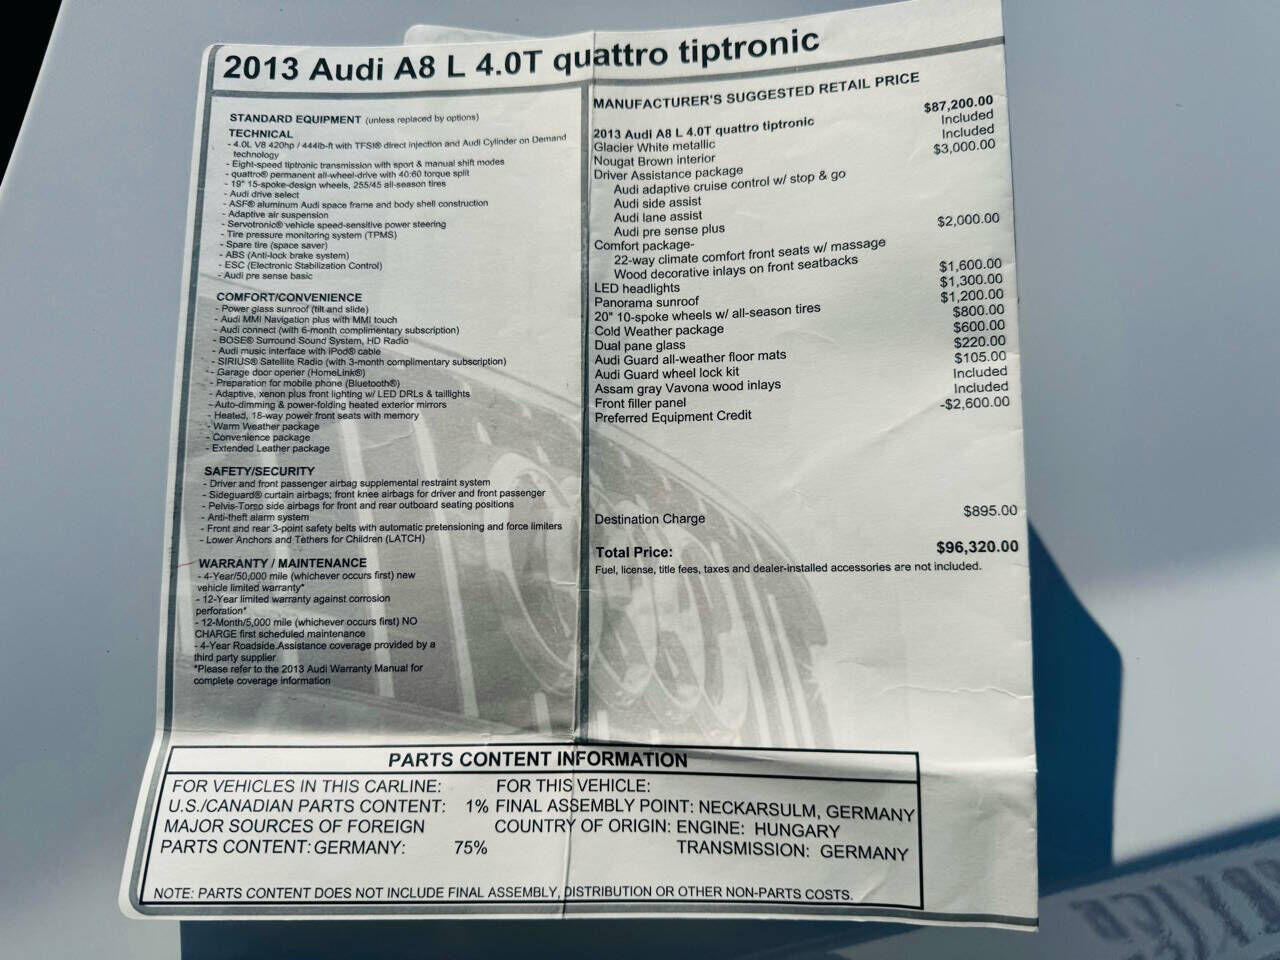 2013 Audi A8 L 4.0T quattro tiptronic
STANDARD EQUIPMENT (unless replaced by options)
TECHNICAL
- 4.0L V8 420hp / 444lb-ft with TFSI® direct injection and Audi Cylinder on Demand
technology
- Eight-speed tiptronic transmission with sport & manual shift modes
- quattro® permanent all-wheel-drive with 40:60 torque split
- 19" 15-spoke-design wheels, 255/45 all-season tires
- Audi drive select
- ASF® aluminum Audi space frame and body shell construction
- Adaptive air suspension
- Servotronic® vehicle speed-sensitive power steering
- Tire pressure monitoring system (TPMS)
- Spare tire (space saver)
- ABS (Anti-lock brake system)
- ESC (Electronic Stabilization Control)
- Audi pre sense basic
COMFORT/CONVENIENCE
- Power glass sunroof (tilt and slide)
- Audi MMI Navigation plus with MMI touch
- Audi connect (with 6-month complimentary subscription)
- BOSE® Surround Sound System, HD Radio
- Audi music interface with iPod® cable
- SIRIUS® Satellite Radio (with 3-month complimentary subscription)
- Garage door opener (HomeLink®)
- Preparation for mobile phone (Bluetooth®)
- Adaptive, xenon plus front lighting w/ LED DRLs & taillights
- Auto-dimming & power-folding heated exterior mirrors
- Heated, 18-way power front seats with memory
- Warm Weather package
- Convenience package
- Extended Leather package
SAFETY/SECURITY
- Driver and front passenger airbag supplemental restraint system
- Sideguard® curtain airbags; front knee airbags for driver and front passenger
- Pelvis-Torso side airbags for front and rear outboard seating positions
- Anti-theft alarm system
- Front and rear 3-point safety belts with automatic pretensioning and force limiters
- Lower Anchors and Tethers for Children (LATCH)
WARRANTY / MAINTENANCE
- 4-Year/50,000 mile (whichever occurs first) new
vehicle limited warranty*
- 12-Year limited warranty against corrosion
perforation*
- 12-Month/5,000 mile (whichever occurs first) NO
CHARGE first scheduled maintenance
- 4-Year Roadside Assistance coverage provided by a
third party supplier
*Please refer to the 2013 Audi Warranty Manual for
complete coverage information
MANUFACTURER'S SUGGESTED RETAIL PRICE
2013 Audi A8 L 4.0T quattro tiptronic $87,200.00
Glacier White metallic Included
Nougat Brown interior Included
Driver Assistance package $3,000.00
Audi adaptive cruise control w/ stop & go
Audi side assist
Audi lane assist
Audi pre sense plus
Comfort package- $2,000.00
22-way climate comfort front seats w/ massage
Wood decorative inlays on front seatbacks
LED headlights $1,600.00
Panorama sunroof $1,300.00
20" 10-spoke wheels w/ all-season tires $1,200.00
Cold Weather package $800.00
Dual pane glass $600.00
Audi Guard all-weather floor mats $220.00
Audi Guard wheel lock kit $105.00
Assam gray Vavona wood inlays Included
Front filler panel Included
Preferred Equipment Credit -$2,600.00
Destination Charge $895.00
Total Price: $96,320.00
Fuel, license, title fees, taxes and dealer-installed accessories are not included.
PARTS CONTENT INFORMATION
FOR VEHICLES IN THIS CARLINE:
U.S./CANADIAN PARTS CONTENT: 1%
MAJOR SOURCES OF FOREIGN
PARTS CONTENT: GERMANY: 75%
FOR THIS VEHICLE:
FINAL ASSEMBLY POINT: NECKARSULM, GERMANY
COUNTRY OF ORIGIN: ENGINE: HUNGARY
TRANSMISSION: GERMANY
NOTE: PARTS CONTENT DOES NOT INCLUDE FINAL ASSEMBLY, DISTRIBUTION OR OTHER NON-PARTS COSTS.